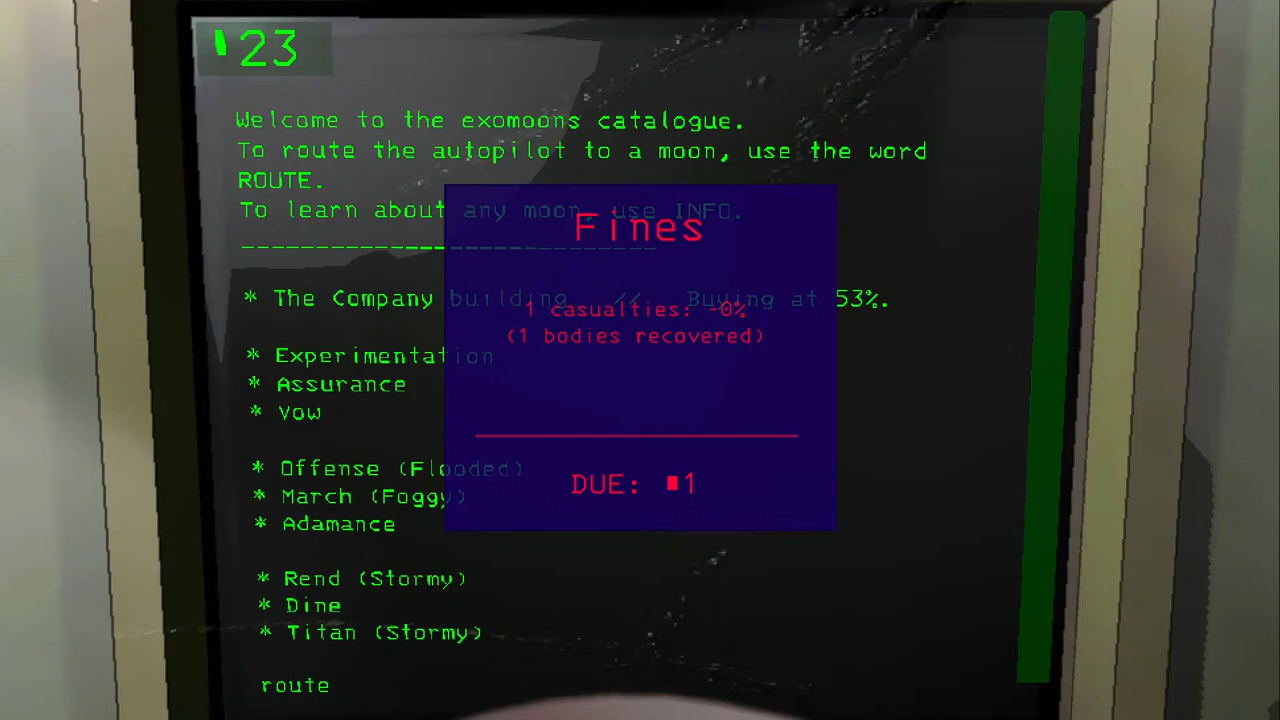 ▮23
Welcome to the exomoons catalogue.
To route the autopilot to a moon, use the word
ROUTE.
To learn about any moon, use INFO.
----------------------------
* The Company building // Buying at 53%.
* Experimentation
* Assurance
* Vow
* Offense (Flooded)
* March (Foggy)
* Adamance
* Rend (Stormy)
* Dine
* Titan (Stormy)
route
Fines
1 casualties: -0%
(1 bodies recovered)
DUE: ▮1